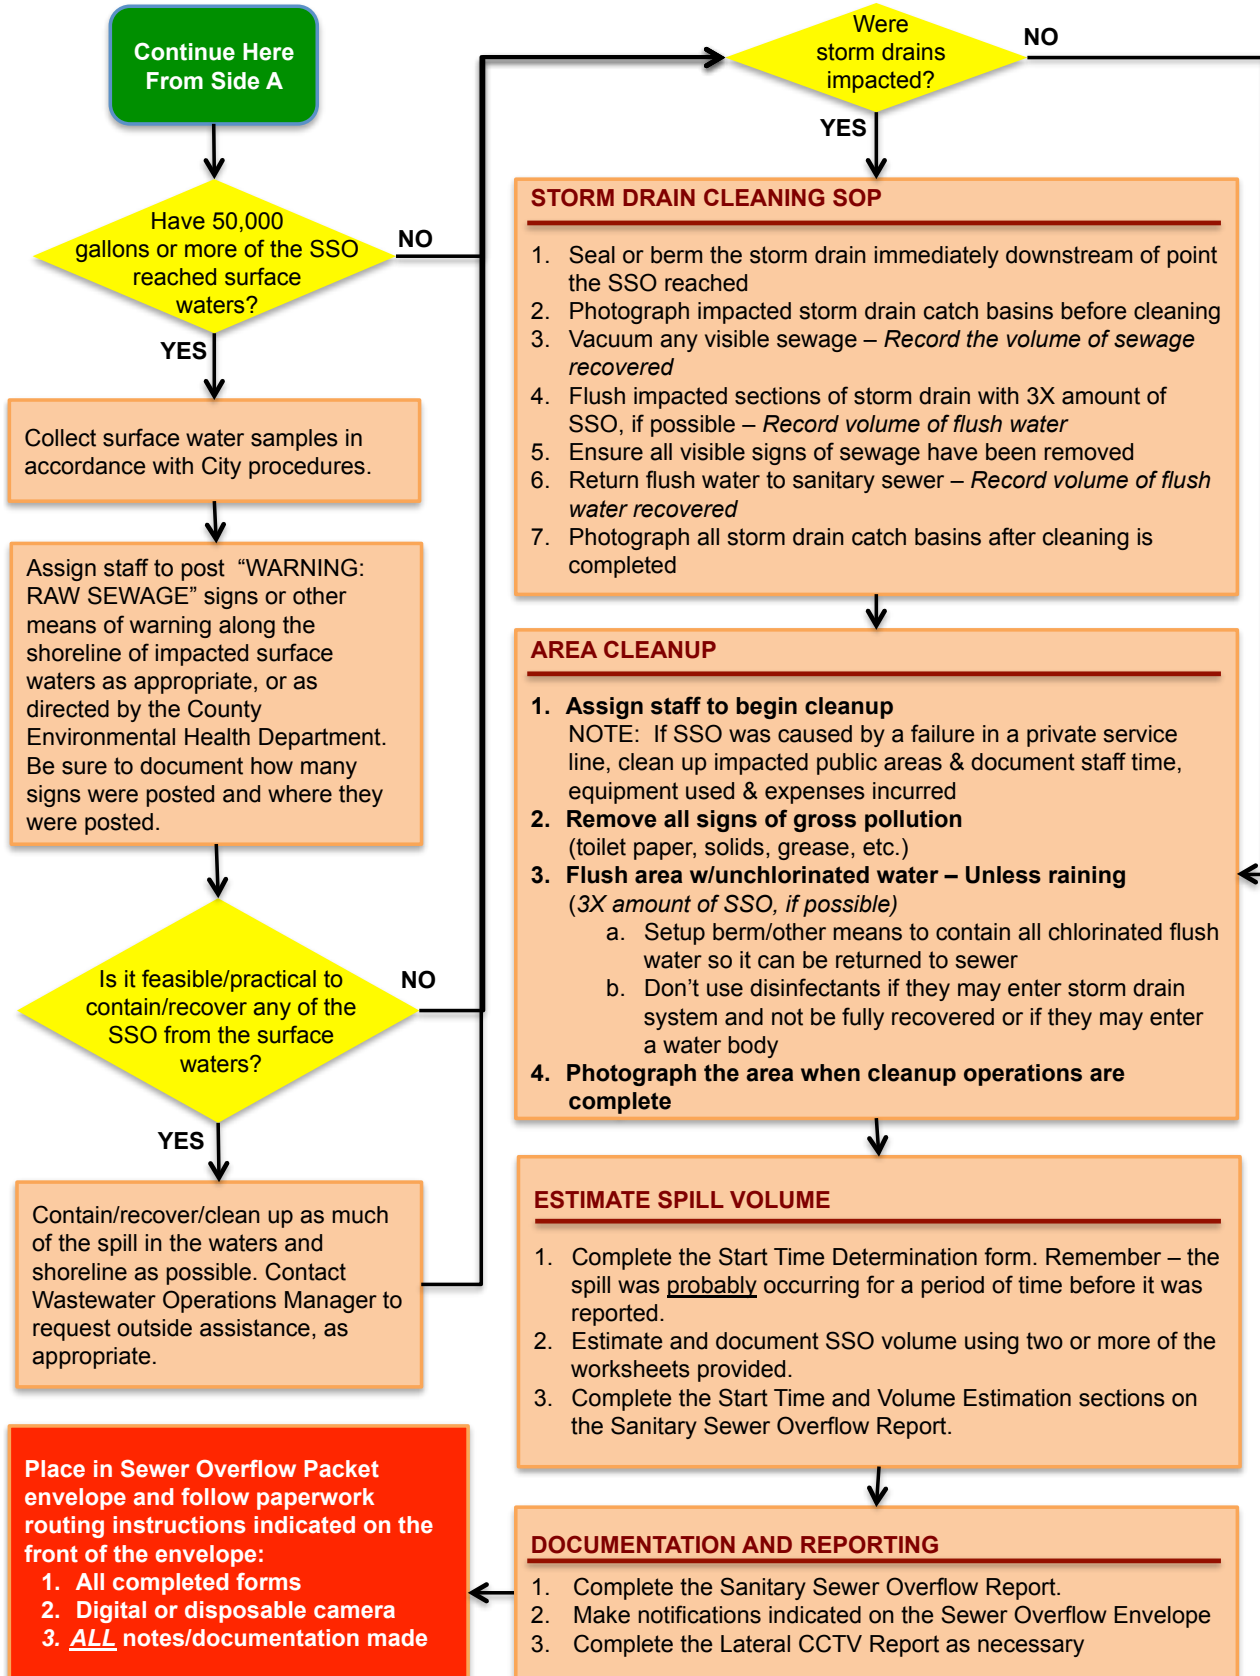 Continue Here
From Side A
Have 50,000
gallons or more of the SSO
reached surface
waters?
NO
YES
Collect surface water samples in
accordance with City procedures.
Assign staff to post “WARNING:
RAW SEWAGE” signs or other
means of warning along the
shoreline of impacted surface
waters as appropriate, or as
directed by the County
Environmental Health Department.
Be sure to document how many
signs were posted and where they
were posted.
Is it feasible/practical to
contain/recover any of the
SSO from the surface
waters?
NO
YES
Contain/recover/clean up as much
of the spill in the waters and
shoreline as possible. Contact
Wastewater Operations Manager to
request outside assistance, as
appropriate.
Were
storm drains
impacted?
NO
YES
STORM DRAIN CLEANING SOP
1. Seal or berm the storm drain immediately downstream of point
the SSO reached
2. Photograph impacted storm drain catch basins before cleaning
3. Vacuum any visible sewage – Record the volume of sewage
recovered
4. Flush impacted sections of storm drain with 3X amount of
SSO, if possible – Record volume of flush water
5. Ensure all visible signs of sewage have been removed
6. Return flush water to sanitary sewer – Record volume of flush
water recovered
7. Photograph all storm drain catch basins after cleaning is
completed
AREA CLEANUP
1. Assign staff to begin cleanup
NOTE: If SSO was caused by a failure in a private service
line, clean up impacted public areas & document staff time,
equipment used & expenses incurred
2. Remove all signs of gross pollution
(toilet paper, solids, grease, etc.)
3. Flush area w/unchlorinated water – Unless raining
(3X amount of SSO, if possible)
a. Setup berm/other means to contain all chlorinated flush
water so it can be returned to sewer
b. Don’t use disinfectants if they may enter storm drain
system and not be fully recovered or if they may enter
a water body
4. Photograph the area when cleanup operations are
complete
ESTIMATE SPILL VOLUME
1. Complete the Start Time Determination form. Remember – the
spill was probably occurring for a period of time before it was
reported.
2. Estimate and document SSO volume using two or more of the
worksheets provided.
3. Complete the Start Time and Volume Estimation sections on
the Sanitary Sewer Overflow Report.
DOCUMENTATION AND REPORTING
1. Complete the Sanitary Sewer Overflow Report.
2. Make notifications indicated on the Sewer Overflow Envelope
3. Complete the Lateral CCTV Report as necessary
Place in Sewer Overflow Packet
envelope and follow paperwork
routing instructions indicated on the
front of the envelope:
1. All completed forms
2. Digital or disposable camera
3. ALL notes/documentation made